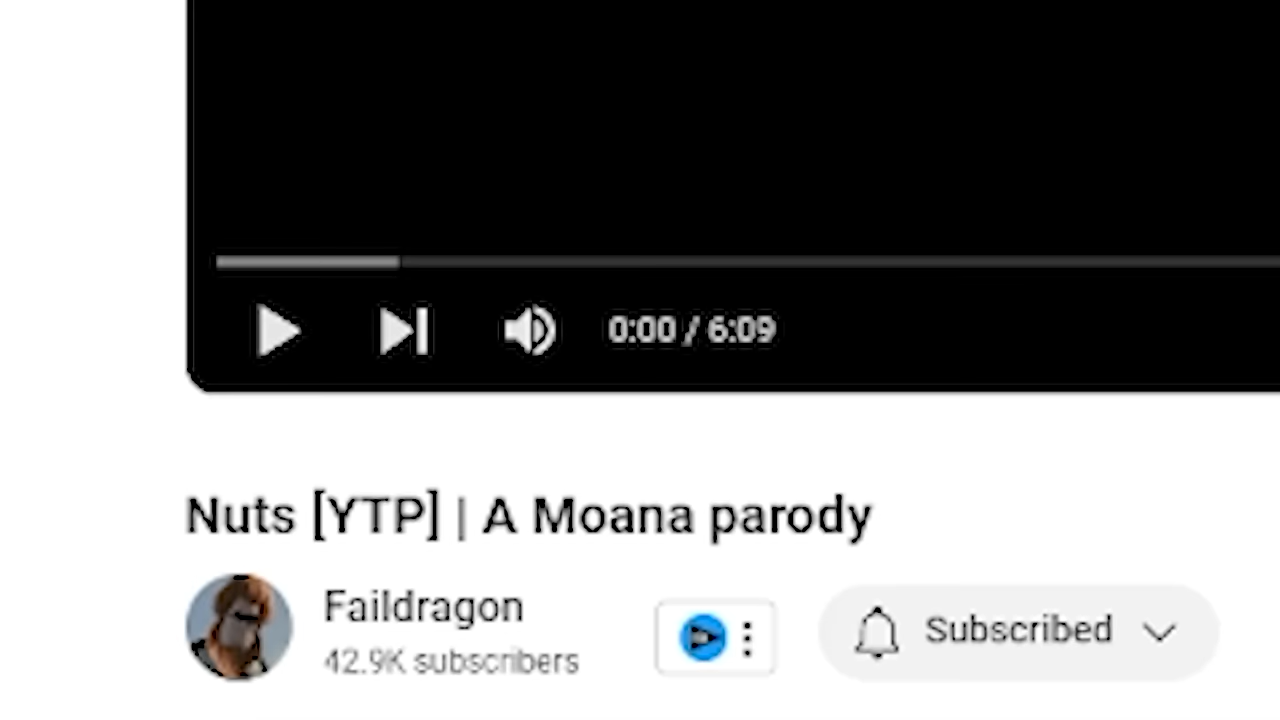 0:00 / 6:09
Nuts [YTP] | A Moana parody
Faildragon
42.9K subscribers
Subscribed